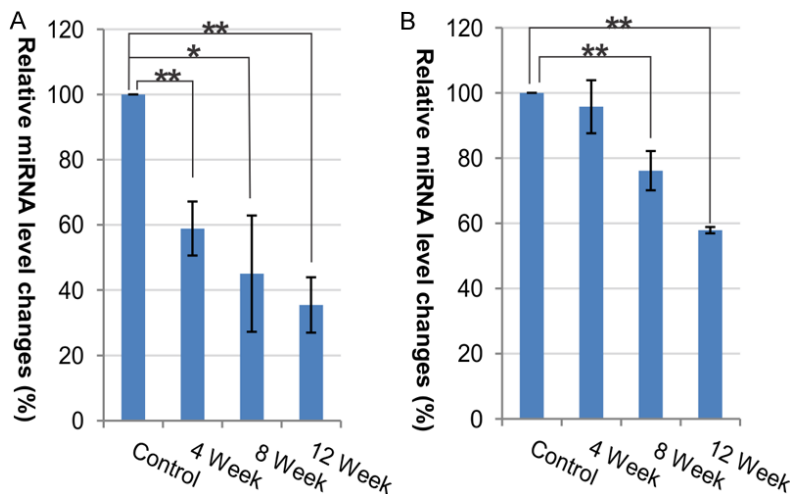 A
Relative miRNA level changes (%)
120
100
80
60
40
20
0
**
*
**
Control
4 Week
8 Week
12 Week
B
Relative miRNA level changes (%)
120
100
80
60
40
20
0
**
**
Control
4 Week
8 Week
12 Week